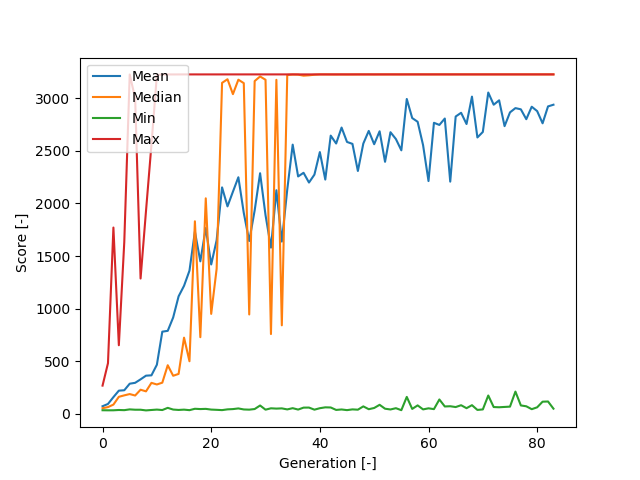 Mean
Median
Min
Max
3000
2500
2000
1500
1000
500
0
Score [-]
0 20 40 60 80
Generation [-]